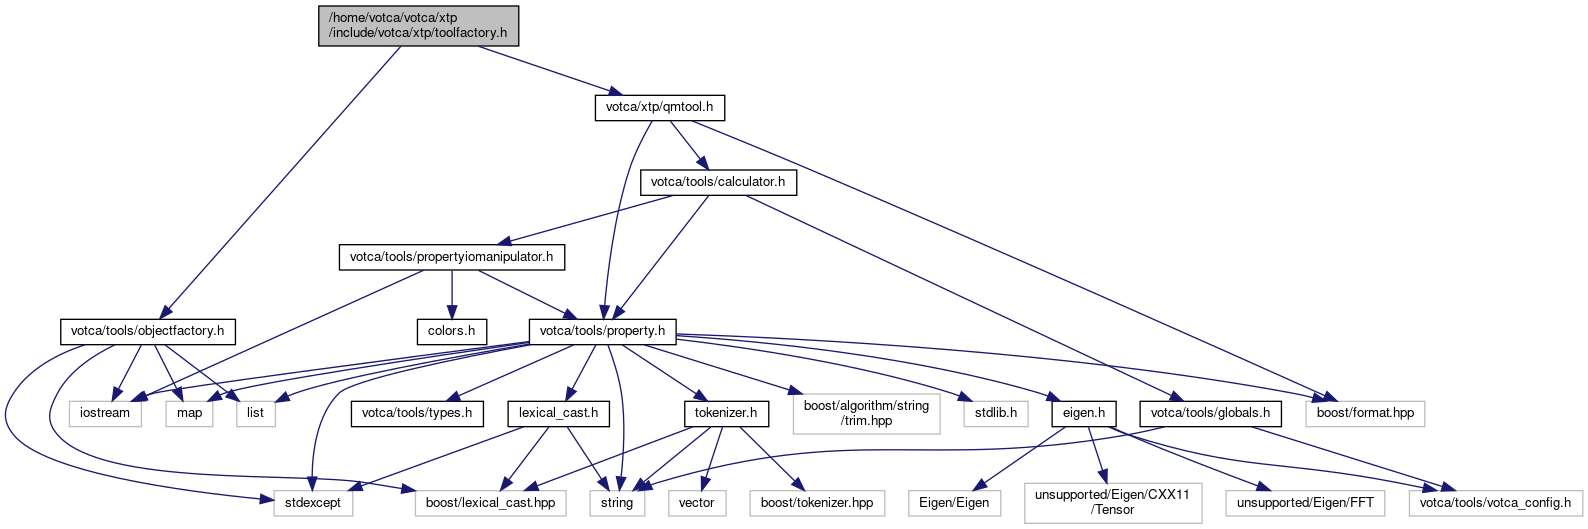 /home/votca/votca/xtp
/include/votca/xtp/toolfactory.h
votca/xtp/qmtool.h
votca/tools/calculator.h
votca/tools/propertyiomanipulator.h
votca/tools/objectfactory.h
colors.h
votca/tools/property.h
iostream
map
list
votca/tools/types.h
lexical_cast.h
tokenizer.h
boost/algorithm/string
/trim.hpp
stdlib.h
eigen.h
votca/tools/globals.h
boost/format.hpp
stdexcept
boost/lexical_cast.hpp
string
vector
boost/tokenizer.hpp
Eigen/Eigen
unsupported/Eigen/CXX11
/Tensor
unsupported/Eigen/FFT
votca/tools/votca_config.h